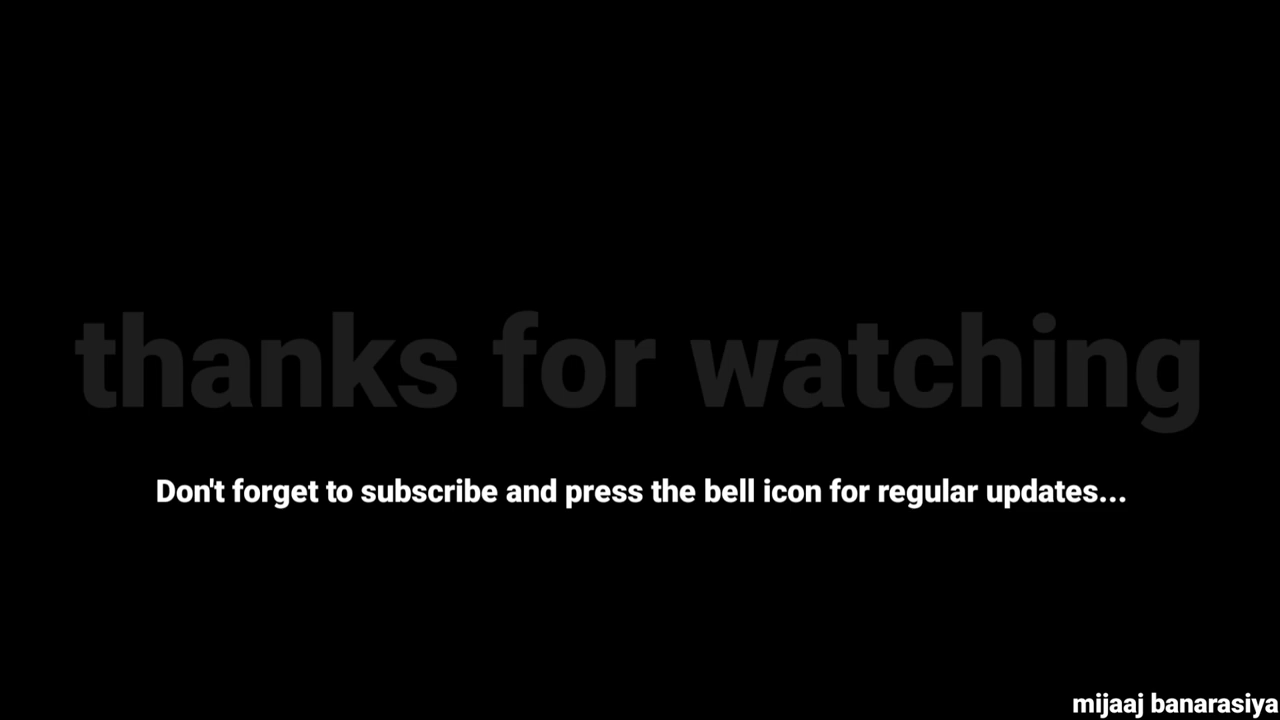 thanks for watching
Don't forget to subscribe and press the bell icon for regular updates...
mijaaj banarasiya